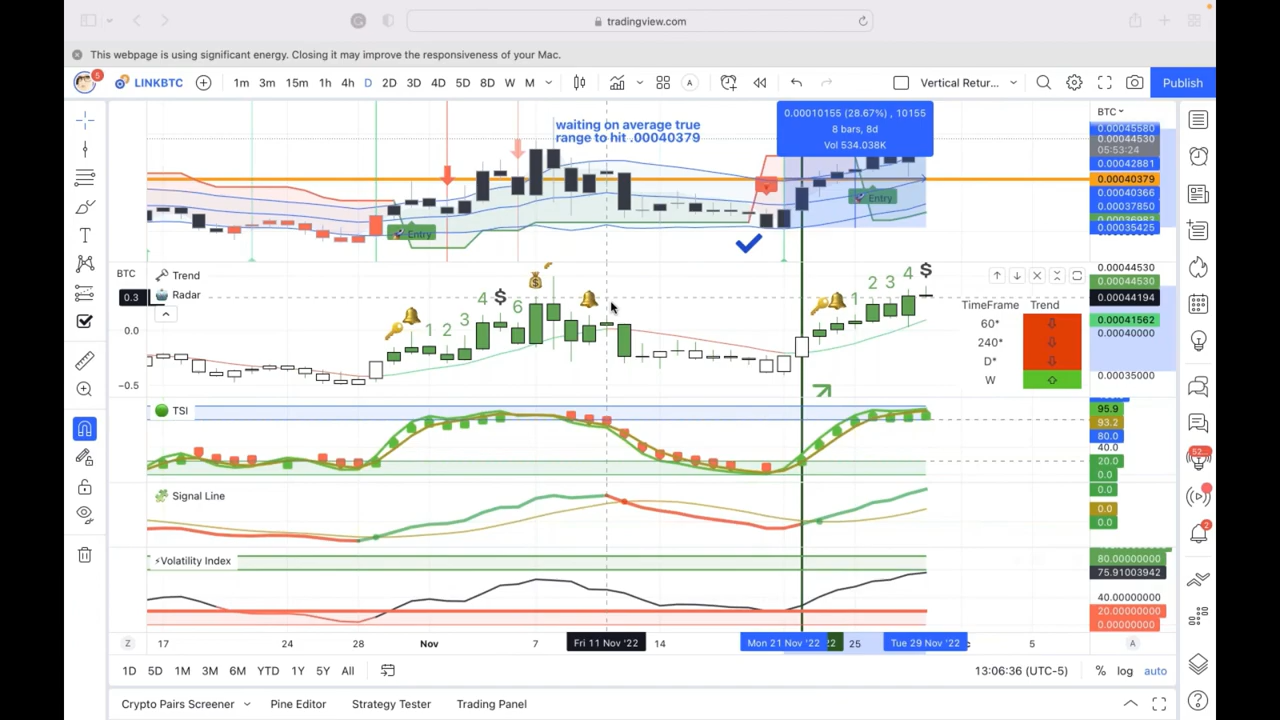 tradingview.com
This webpage is using significant energy. Closing it may improve the responsiveness of your Mac.
5
LINKBTC
1m 3m 15m 1h 4h D 2D 3D 4D 5D 8D W M
A
Vertical Retur...
Publish
waiting on average true
range to hit .00040379
0.00010155 (28.67%) , 10155
8 bars, 8d
Vol 534.038K
Entry
Entry
BTC
0.00045580
0.00044530
05:53:24
0.00042881
0.00040379
0.00040366
0.00037850
0.00035425
BTC
Trend
0.3
Radar
0.0
−0.5
1 2 3 4 $ 6
1 2 3 4 $
TimeFrame Trend
60*
240*
D*
W
0.00044530
0.00044530
0.00044194
0.00041562
0.00040000
0.00035000
TSI
95.9
93.2
80.0
40.0
20.0
0.0
Signal Line
0.0
0.0
0.0
⚡Volatility Index
80.00000000
75.91003942
40.00000000
20.00000000
0.00000000
52...
2
Z
17 24 28 Nov 7 Fri 11 Nov '22 14 Mon 21 Nov '22 22 25 Tue 29 Nov '22 5
A
1D 5D 1M 3M 6M YTD 1Y 5Y All
13:06:36 (UTC-5)
% log auto
Crypto Pairs Screener Pine Editor Strategy Tester Trading Panel